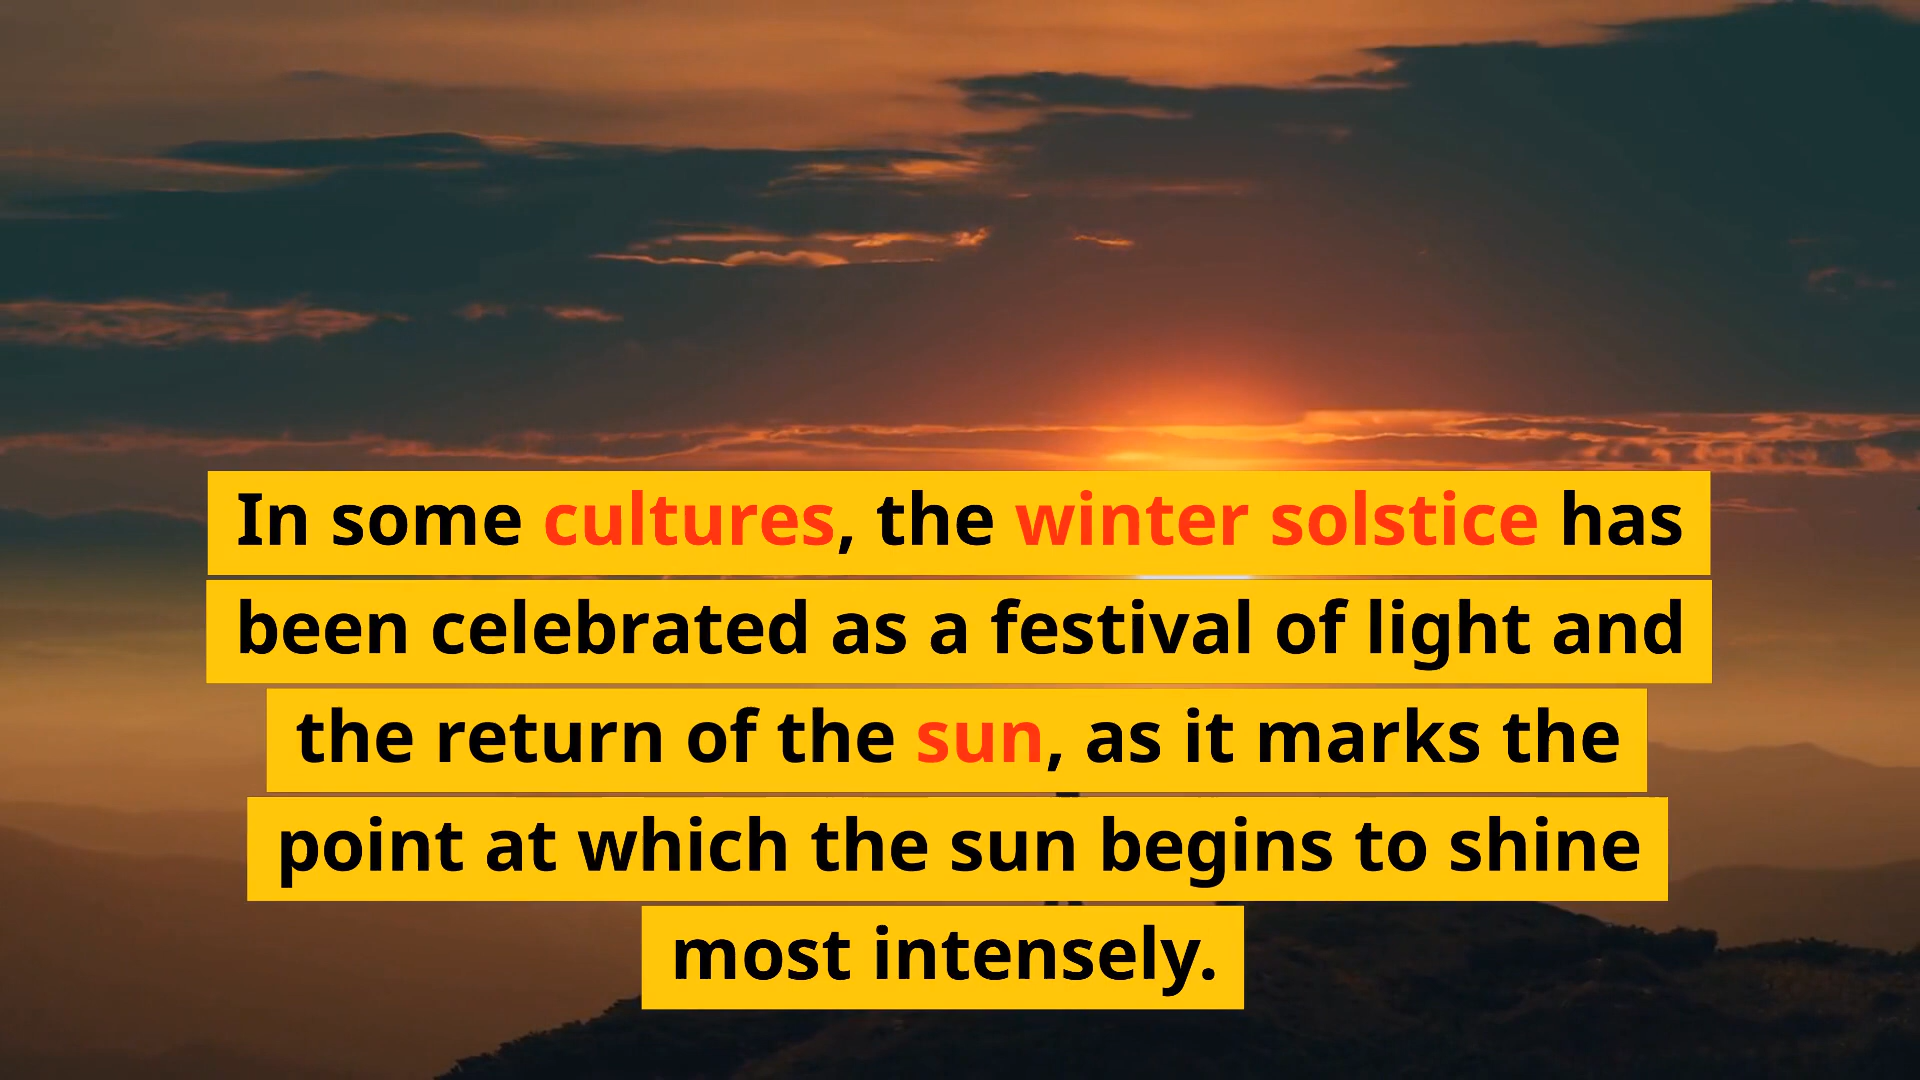 In some cultures, the winter solstice has
been celebrated as a festival of light and
the return of the sun, as it marks the
point at which the sun begins to shine
most intensely.